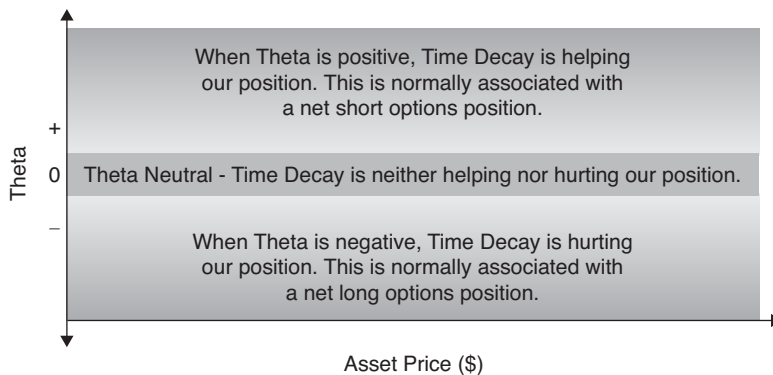 When Theta is positive, Time Decay is helping
our position. This is normally associated with
a net short options position.
+
Theta
0
Theta Neutral - Time Decay is neither helping nor hurting our position.
–
When Theta is negative, Time Decay is hurting
our position. This is normally associated with
a net long options position.
Asset Price ($)